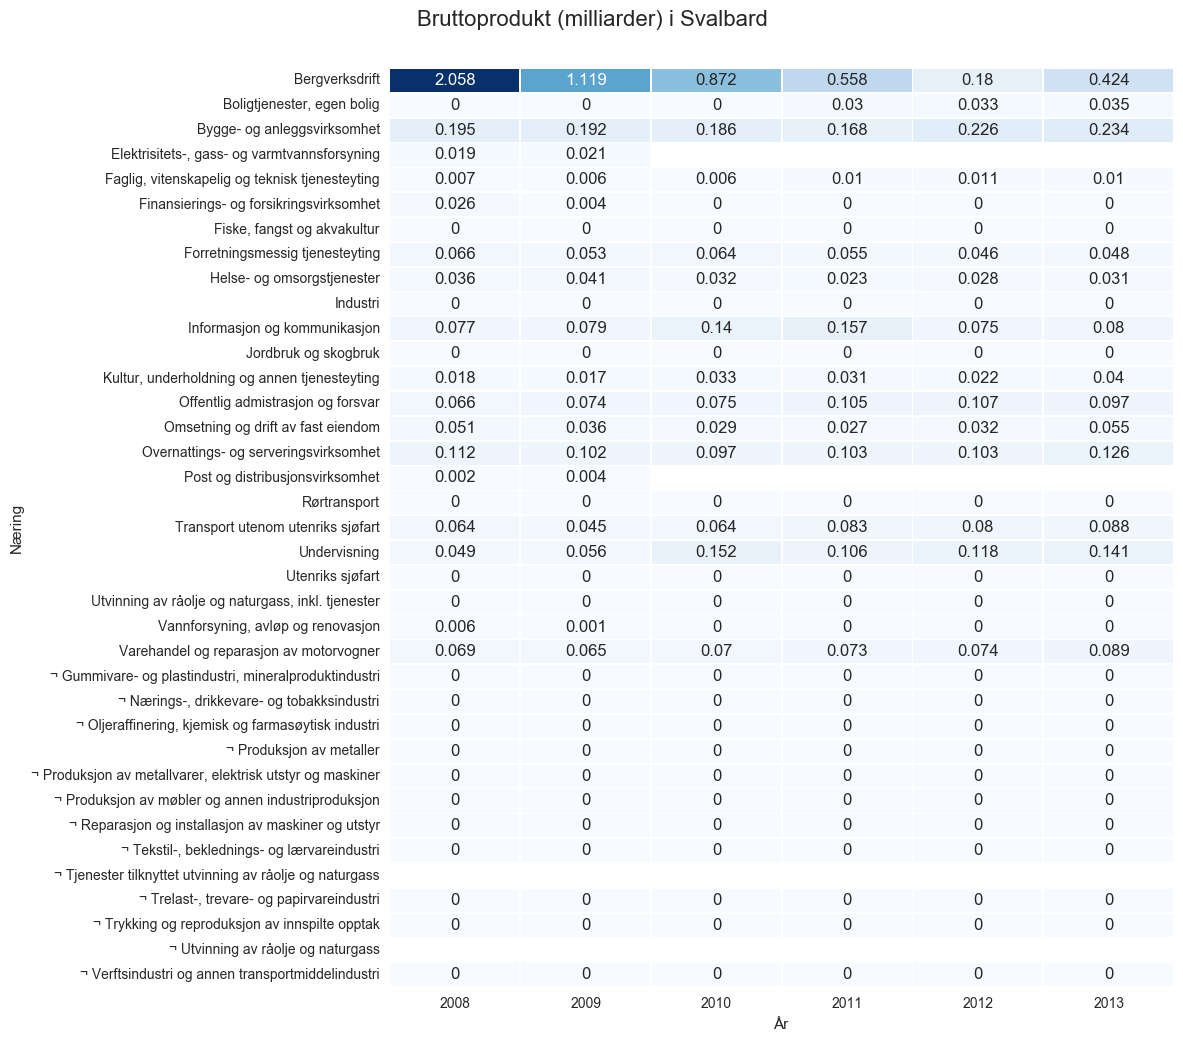 Bruttoprodukt (milliarder) i Svalbard
Bergverksdrift 2.058 1.119 0.872 0.558 0.18 0.424
Boligtjenester, egen bolig 0 0 0 0.03 0.033 0.035
Bygge- og anleggsvirksomhet 0.195 0.192 0.186 0.168 0.226 0.234
Elektrisitets-, gass- og varmtvannsforsyning 0.019 0.021
Faglig, vitenskapelig og teknisk tjenesteyting 0.007 0.006 0.006 0.01 0.011 0.01
Finansierings- og forsikringsvirksomhet 0.026 0.004 0 0 0 0
Fiske, fangst og akvakultur 0 0 0 0 0 0
Forretningsmessig tjenesteyting 0.066 0.053 0.064 0.055 0.046 0.048
Helse- og omsorgstjenester 0.036 0.041 0.032 0.023 0.028 0.031
Industri 0 0 0 0 0 0
Informasjon og kommunikasjon 0.077 0.079 0.14 0.157 0.075 0.08
Jordbruk og skogbruk 0 0 0 0 0 0
Kultur, underholdning og annen tjenesteyting 0.018 0.017 0.033 0.031 0.022 0.04
Offentlig admistrasjon og forsvar 0.066 0.074 0.075 0.105 0.107 0.097
Omsetning og drift av fast eiendom 0.051 0.036 0.029 0.027 0.032 0.055
Overnattings- og serveringsvirksomhet 0.112 0.102 0.097 0.103 0.103 0.126
Post og distribusjonsvirksomhet 0.002 0.004
Rørtransport 0 0 0 0 0 0
Transport utenom utenriks sjøfart 0.064 0.045 0.064 0.083 0.08 0.088
Undervisning 0.049 0.056 0.152 0.106 0.118 0.141
Utenriks sjøfart 0 0 0 0 0 0
Utvinning av råolje og naturgass, inkl. tjenester 0 0 0 0 0 0
Vannforsyning, avløp og renovasjon 0.006 0.001 0 0 0 0
Varehandel og reparasjon av motorvogner 0.069 0.065 0.07 0.073 0.074 0.089
¬ Gummivare- og plastindustri, mineralproduktindustri 0 0 0 0 0 0
¬ Nærings-, drikkevare- og tobakksindustri 0 0 0 0 0 0
¬ Oljeraffinering, kjemisk og farmasøytisk industri 0 0 0 0 0 0
¬ Produksjon av metaller 0 0 0 0 0 0
¬ Produksjon av metallvarer, elektrisk utstyr og maskiner 0 0 0 0 0 0
¬ Produksjon av møbler og annen industriproduksjon 0 0 0 0 0 0
¬ Reparasjon og installasjon av maskiner og utstyr 0 0 0 0 0 0
¬ Tekstil-, beklednings- og lærvareindustri 0 0 0 0 0 0
¬ Tjenester tilknyttet utvinning av råolje og naturgass
¬ Trelast-, trevare- og papirvareindustri 0 0 0 0 0 0
¬ Trykking og reproduksjon av innspilte opptak 0 0 0 0 0 0
¬ Utvinning av råolje og naturgass
¬ Verftsindustri og annen transportmiddelindustri 0 0 0 0 0 0
2008 2009 2010 2011 2012 2013
År
Næring